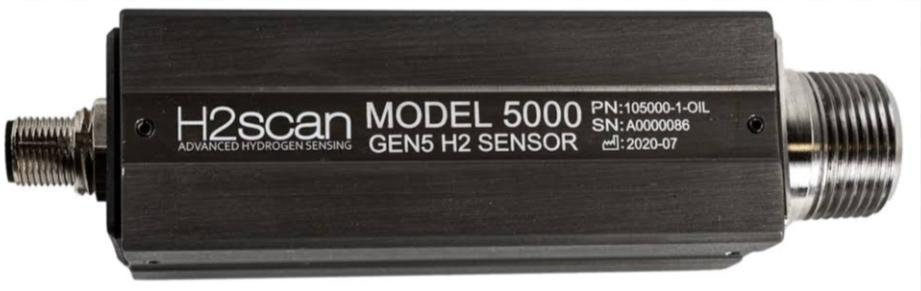 H2scan
ADVANCED HYDROGEN SENSING
MODEL 5000
GEN5 H2 SENSOR
PN:105000-1-OIL
SN:A0000086
:2020-07